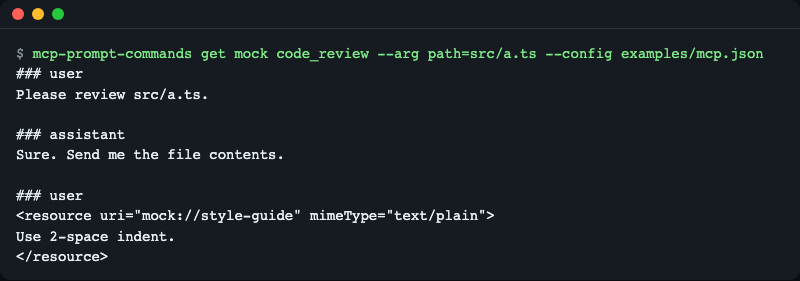 $ mcp-prompt-commands get mock code_review --arg path=src/a.ts --config examples/mcp.json
### user
Please review src/a.ts.
### assistant
Sure. Send me the file contents.
### user
<resource uri="mock://style-guide" mimeType="text/plain">
Use 2-space indent.
</resource>